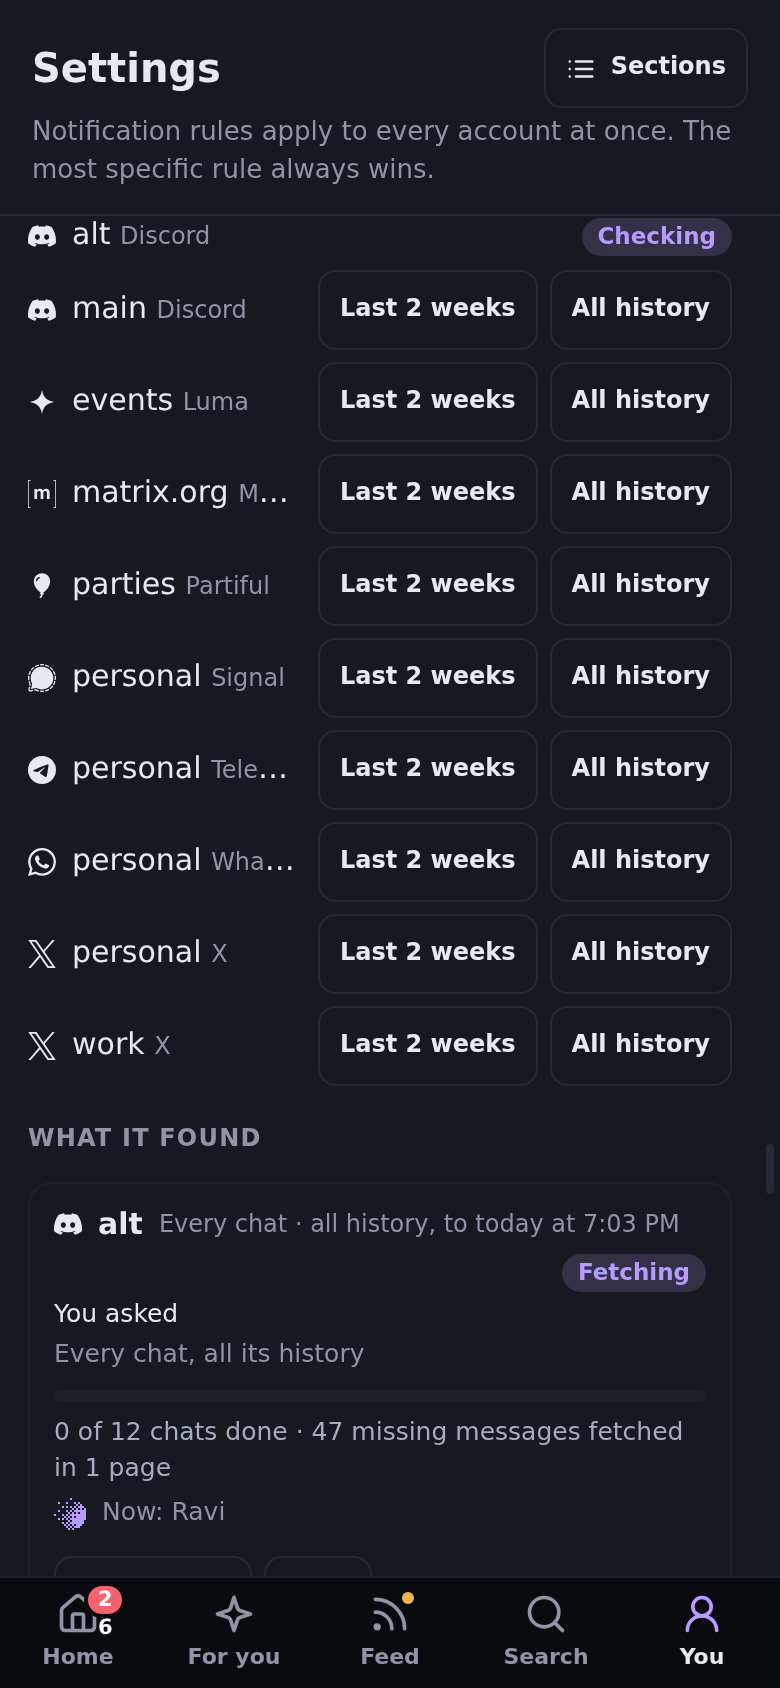 Settings
Sections
Notification rules apply to every account at once. The
most specific rule always wins.
alt Discord Checking
main Discord Last 2 weeks All history
events Luma Last 2 weeks All history
[m] matrix.org M... Last 2 weeks All history
parties Partiful Last 2 weeks All history
personal Signal Last 2 weeks All history
personal Tele... Last 2 weeks All history
personal Wha... Last 2 weeks All history
personal X Last 2 weeks All history
work X Last 2 weeks All history
WHAT IT FOUND
alt Every chat · all history, to today at 7:03 PM
Fetching
You asked
Every chat, all its history
0 of 12 chats done · 47 missing messages fetched
in 1 page
Now: Ravi
2
6
Home For you Feed Search You